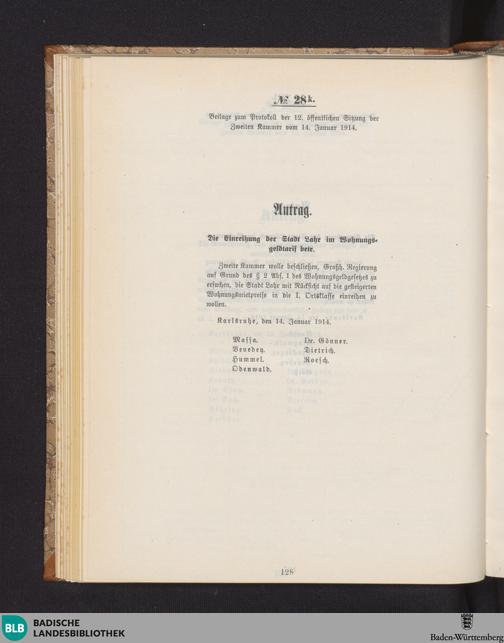 № 28k.
Beilage zum Protokoll der 12. öffentlichen Sitzung der
Zweiten Kammer vom 14. Januar 1914.
Antrag.
Die Einreihung der Stadt Lahr im Wohnungs-
geldtarif betr.
Zweite Kammer wolle beschließen, Großh. Regierung
auf Grund des § 2 Abs. 1 des Wohnungsgeldgesetzes zu
ersuchen, die Stadt Lahr mit Rücksicht auf die gesteigerten
Wohnungsmietpreise in die I. Ortsklasse einreihen zu
wollen.
Karlsruhe, den 14. Januar 1914.
Massa. Dr. Gönner.
Venedey. Dietrich.
Hummel. Roesch.
Odenwald.
128
BLB BADISCHE
LANDESBIBLIOTHEK
Baden-Württemberg